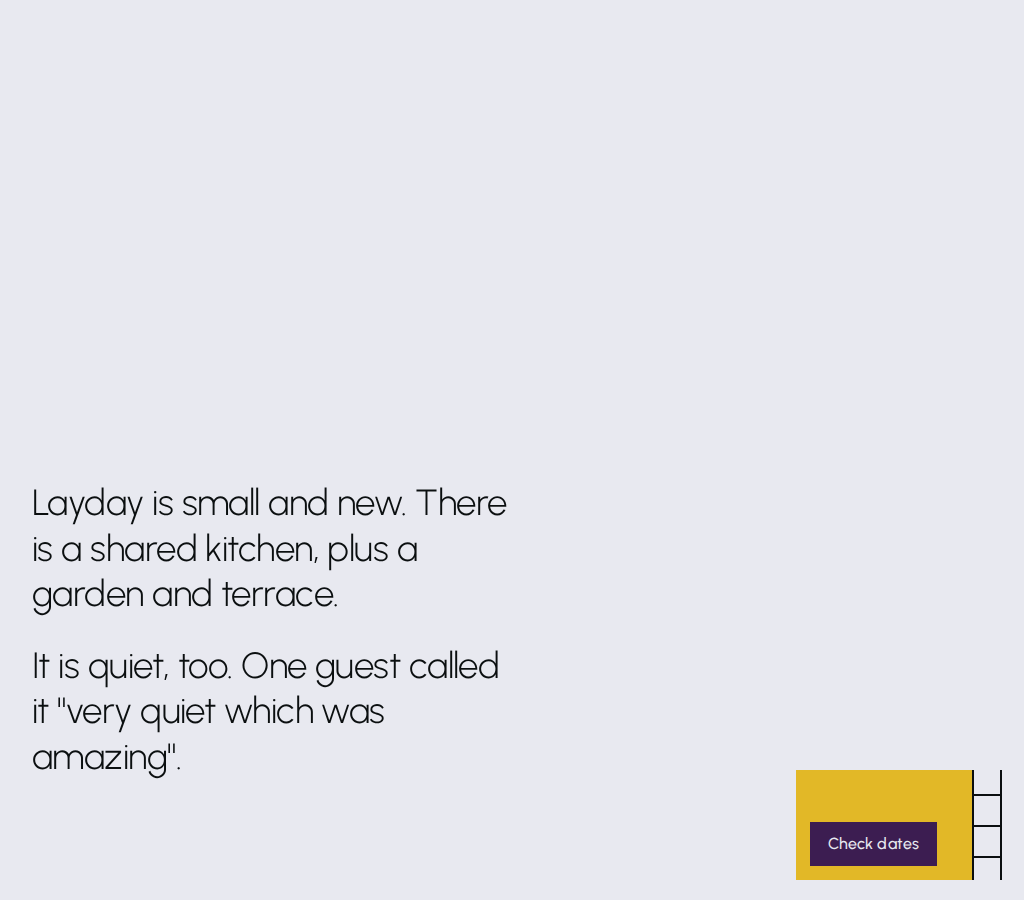 Layday is small and new. There
is a shared kitchen, plus a
garden and terrace.
It is quiet, too. One guest called
it "very quiet which was
amazing".
Check dates